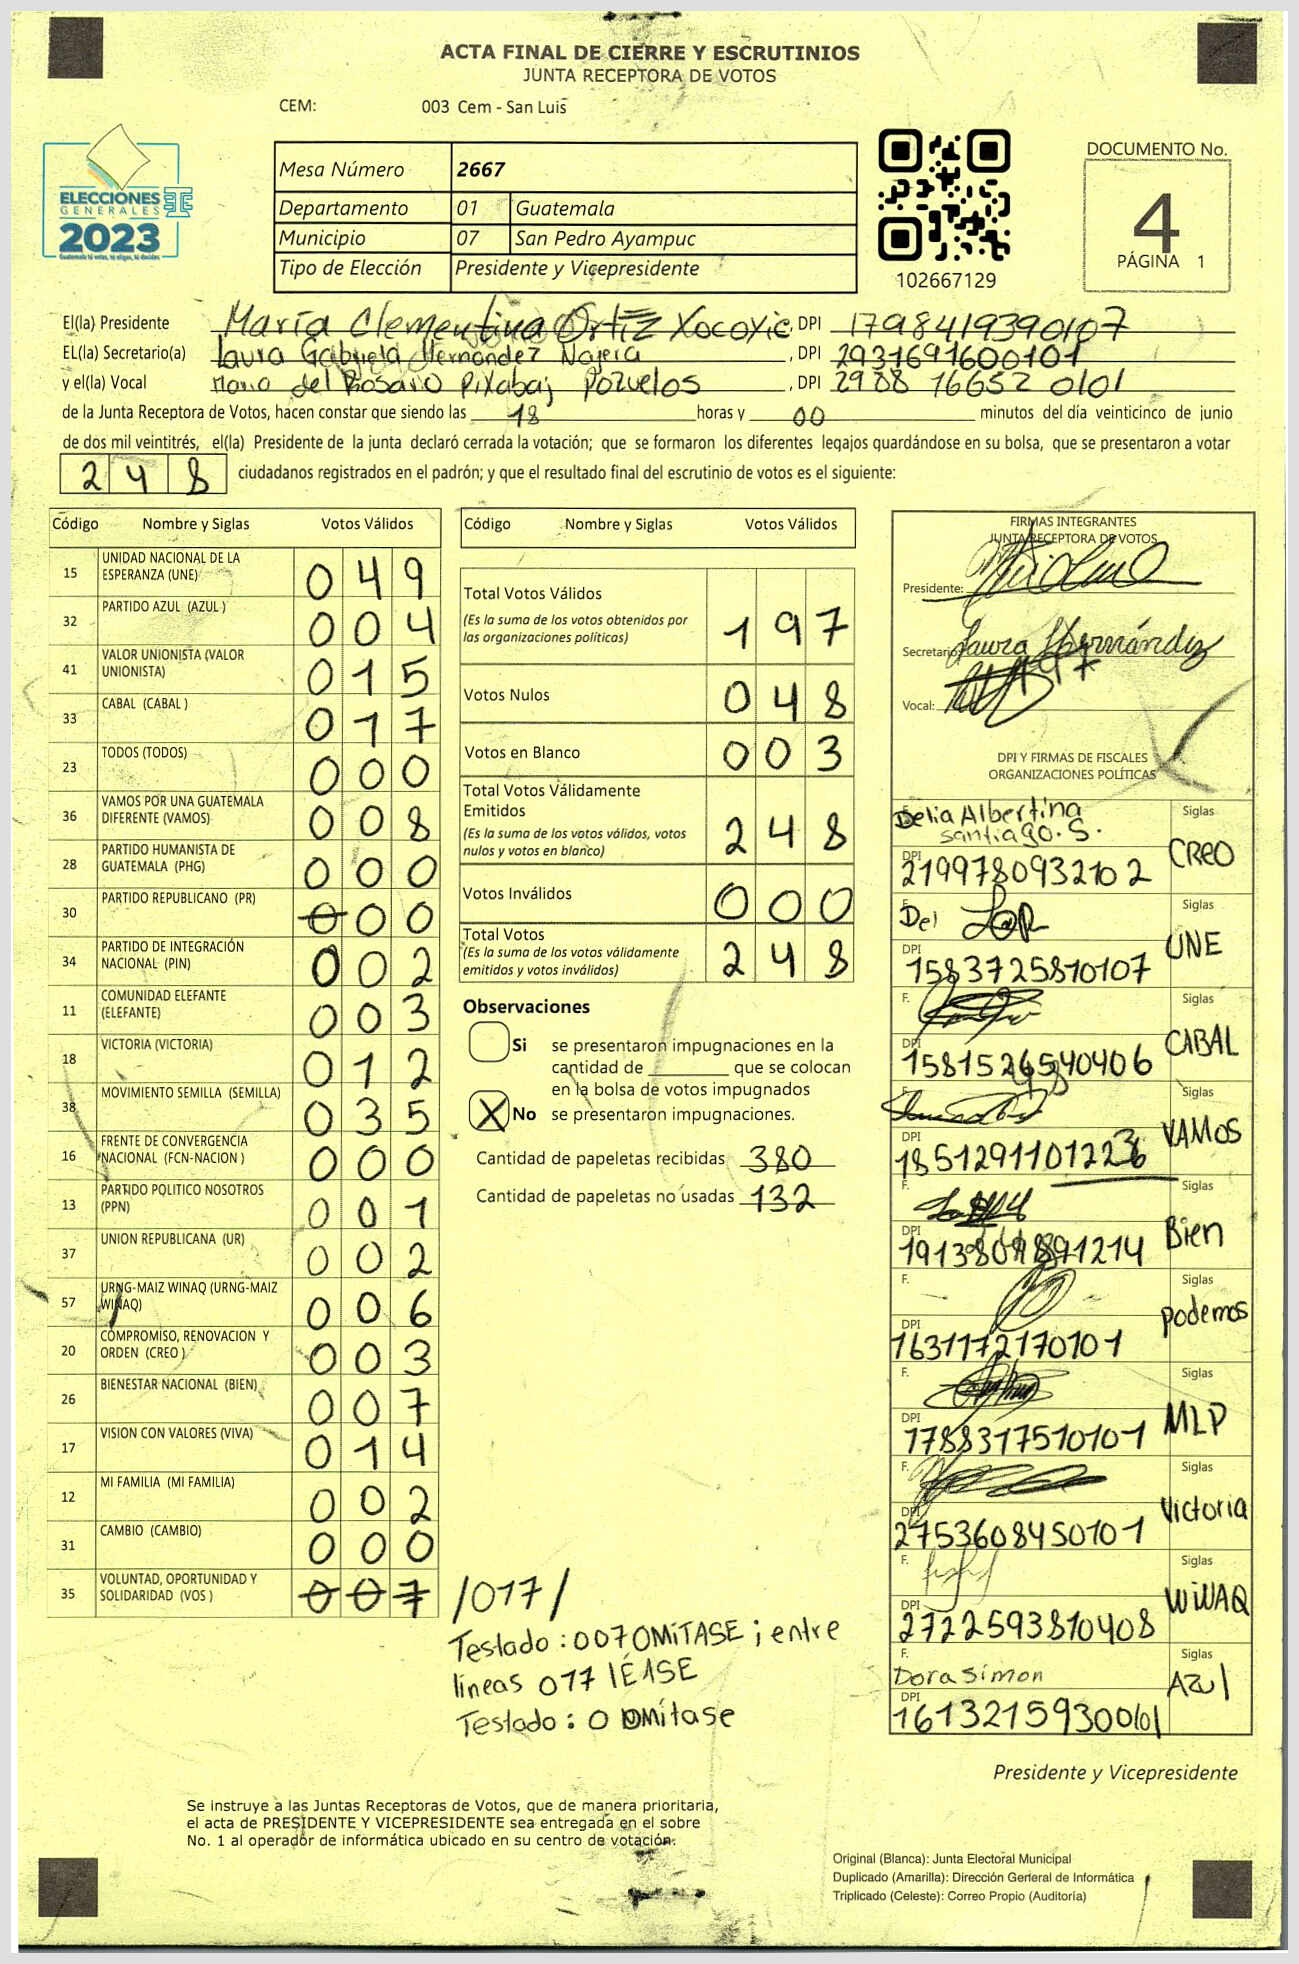 ACTA FINAL DE CIERRE Y ESCRUTINIOS
JUNTA RECEPTORA DE VOTOS
CEM: 003 Cem - San Luis
ELECCIONES
GENERALES
2023
Guatemala tú votas, tú eliges, tú decides
Mesa Número 2667
Departamento 01 Guatemala
Municipio 07 San Pedro Ayampuc
Tipo de Elección Presidente y Vicepresidente
102667129
DOCUMENTO No.
4
PÁGINA 1
El(la) Presidente María Clementina Ortíz Xocoyic, DPI 1798419390107
EL(la) Secretario(a) Laura Gabriela Hernández Najera, DPI 2931691600101
y el(la) Vocal Maria del Rosario Pixabaj Pozuelos, DPI 2988 16652 0101
de la Junta Receptora de Votos, hacen constar que siendo las 18 horas y 00 minutos del día veinticinco de junio
de dos mil veintitrés, el(la) Presidente de la junta declaró cerrada la votación; que se formaron los diferentes legajos quardándose en su bolsa, que se presentaron a votar
248 ciudadanos registrados en el padrón; y que el resultado final del escrutinio de votos es el siguiente:
Código Nombre y Siglas Votos Válidos
15 UNIDAD NACIONAL DE LA ESPERANZA (UNE) 049
32 PARTIDO AZUL (AZUL ) 004
41 VALOR UNIONISTA (VALOR UNIONISTA) 015
33 CABAL (CABAL ) 017
23 TODOS (TODOS) 000
36 VAMOS POR UNA GUATEMALA DIFERENTE (VAMOS) 008
28 PARTIDO HUMANISTA DE GUATEMALA (PHG) 000
30 PARTIDO REPUBLICANO (PR) 000
34 PARTIDO DE INTEGRACIÓN NACIONAL (PIN) 002
11 COMUNIDAD ELEFANTE (ELEFANTE) 003
18 VICTORIA (VICTORIA) 012
38 MOVIMIENTO SEMILLA (SEMILLA) 035
16 FRENTE DE CONVERGENCIA NACIONAL (FCN-NACION ) 000
13 PARTIDO POLITICO NOSOTROS (PPN) 001
37 UNION REPUBLICANA (UR) 002
57 URNG-MAIZ WINAQ (URNG-MAIZ WINAQ) 006
20 COMPROMISO, RENOVACION Y ORDEN (CREO ) 003
26 BIENESTAR NACIONAL (BIEN) 007
17 VISION CON VALORES (VIVA) 014
12 MI FAMILIA (MI FAMILIA) 002
31 CAMBIO (CAMBIO) 000
35 VOLUNTAD, OPORTUNIDAD Y SOLIDARIDAD (VOS ) 007 /017/
Código Nombre y Siglas Votos Válidos
Total Votos Válidos 197
(Es la suma de los votos obtenidos por
las organizaciones políticas)
Votos Nulos 048
Votos en Blanco 003
Total Votos Válidamente
Emitidos 248
(Es la suma de los votos válidos, votos
nulos y votos en blanco)
Votos Inválidos 000
Total Votos 248
(Es la suma de los votos válidamente
emitidos y votos inválidos)
Observaciones
Si se presentaron impugnaciones en la
cantidad de ________ que se colocan
en la bolsa de votos impugnados
X No se presentaron impugnaciones.
Cantidad de papeletas recibidas 380
Cantidad de papeletas no usadas 132
Testado: 007 OMiTASE; entre
líneas 017 lÉASE
Testado: 0 OMitase
FIRMAS INTEGRANTES
JUNTA RECEPTORA DE VOTOS
Presidente:
Secretario: Laura Hernández
Vocal:
DPI Y FIRMAS DE FISCALES
ORGANIZACIONES POLÍTICAS
F. Delia Albertina
Santiago. S.
Siglas CREO
DPI 2199780932102
F. Siglas UNE
DPI 1583725810107
F. Siglas CABAL
DPI 1581526540406
F. Siglas VAMOS
DPI
F. Siglas Bien
DPI
F. Siglas Podemos
DPI 1631172170101
F. Siglas MLP
DPI 1788317510101
F. Siglas Victoria
DPI 2753608450101
F. Siglas WiNAQ
DPI 2722593810408
F. Dora Simon Siglas Azul
DPI 16132159300101
Presidente y Vicepresidente
Se instruye a las Juntas Receptoras de Votos, que de manera prioritaria,
el acta de PRESIDENTE Y VICEPRESIDENTE sea entregada en el sobre
No. 1 al operador de informática ubicado en su centro de votación.
Original (Blanca): Junta Electoral Municipal
Duplicado (Amarilla): Dirección General de Informática
Triplicado (Celeste): Correo Propio (Auditoría)